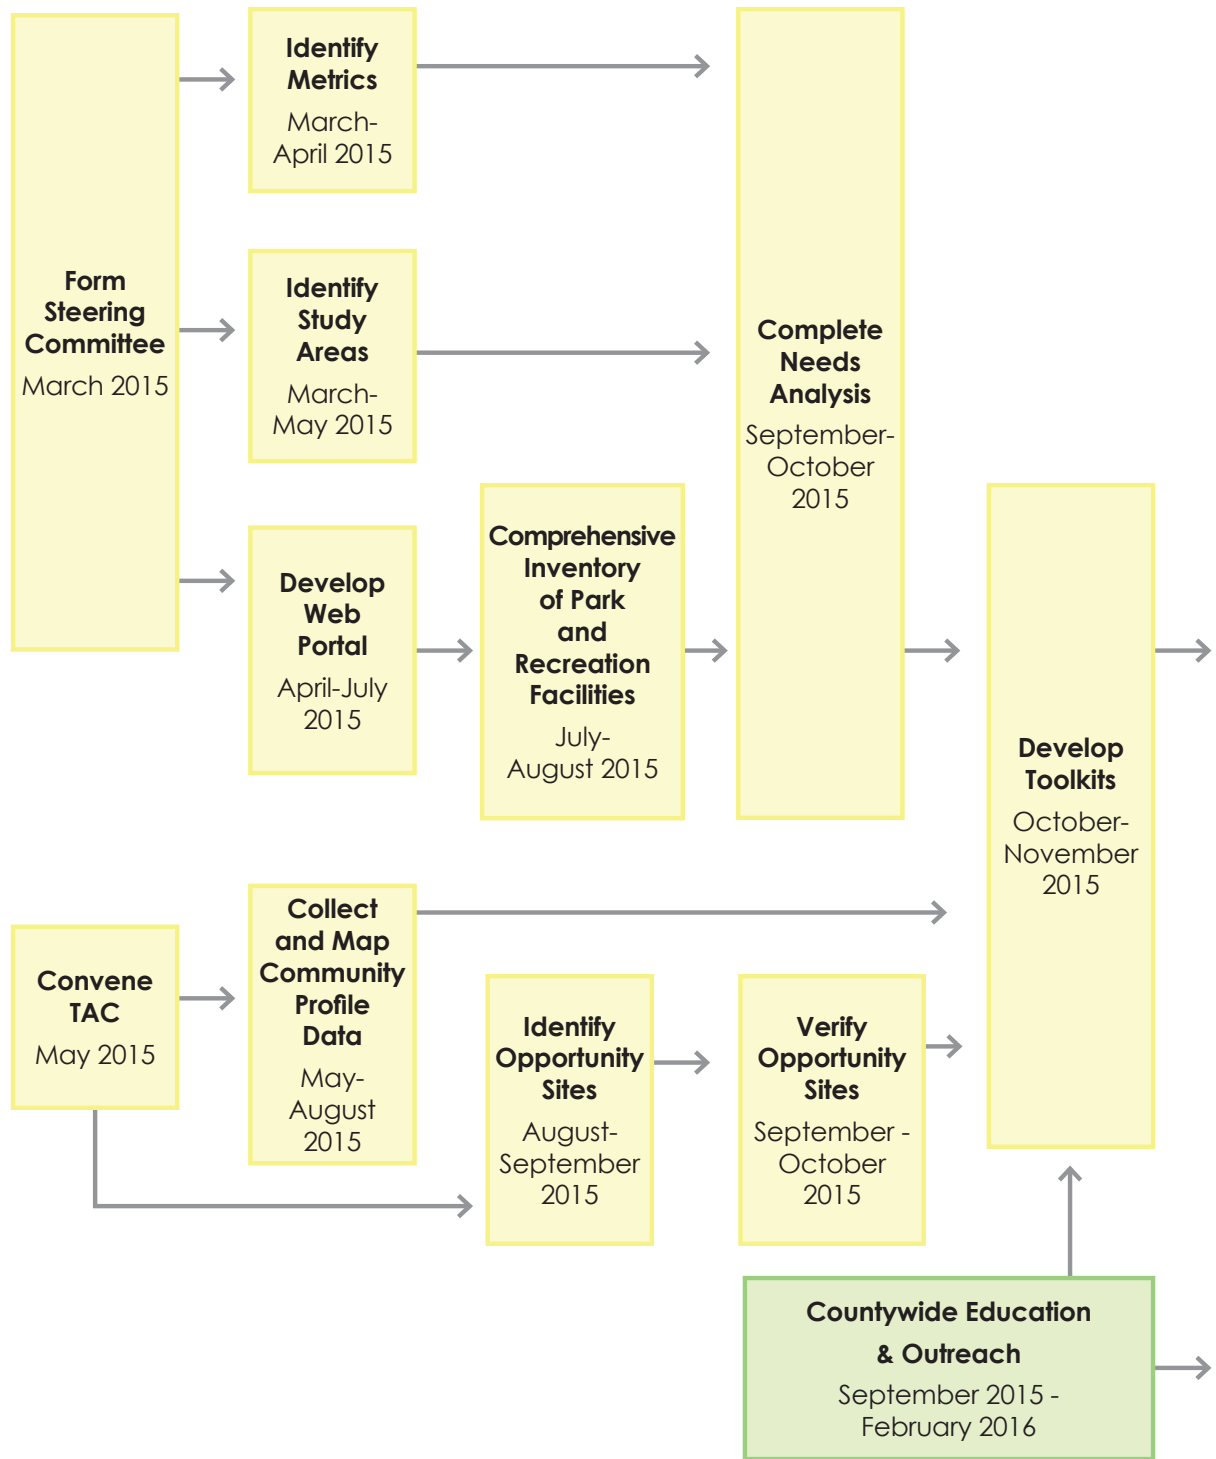 Form
Steering
Committee
March 2015
Identify
Metrics
March-
April 2015
Identify
Study
Areas
March-
May 2015
Develop
Web
Portal
April-July
2015
Comprehensive
Inventory
of Park
and
Recreation
Facilities
July-
August 2015
Complete
Needs
Analysis
September-
October
2015
Develop
Toolkits
October-
November
2015
Convene
TAC
May 2015
Collect
and Map
Community
Profile
Data
May-
August
2015
Identify
Opportunity
Sites
August-
September
2015
Verify
Opportunity
Sites
September -
October
2015
Countywide Education
& Outreach
September 2015 -
February 2016